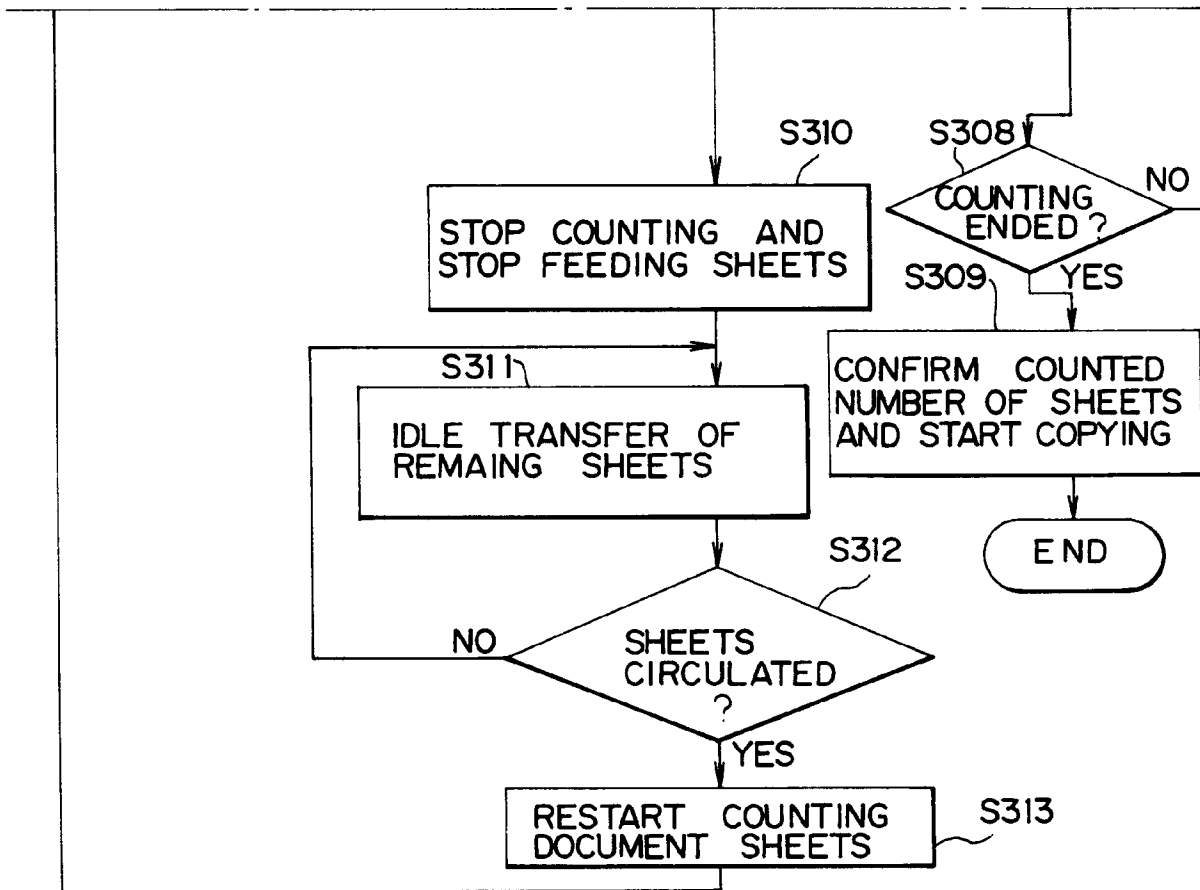 S310
STOP COUNTING AND
STOP FEEDING SHEETS
S308
COUNTING
ENDED?
NO
YES
S309
CONFIRM COUNTED
NUMBER OF SHEETS
AND START COPYING
END
S311
IDLE TRANSFER OF
REMAING SHEETS
S312
SHEETS
CIRCULATED
?
NO
YES
S313
RESTART COUNTING
DOCUMENT SHEETS